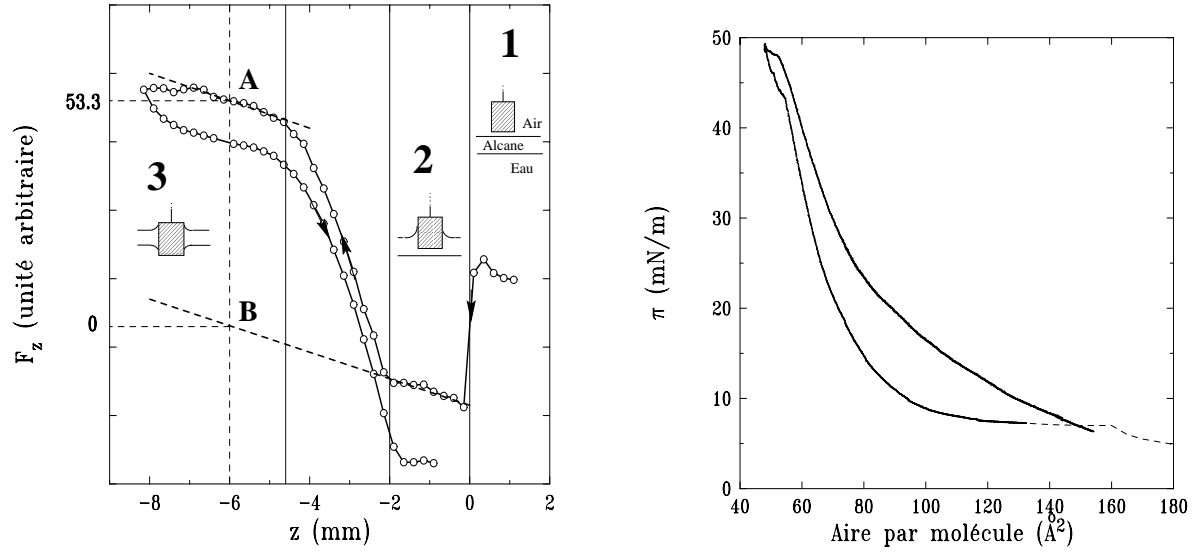 1
Air
Alcane
Eau
2
3
A
B
53.3
0
F_z (unité arbitraire)
-8 -6 -4 -2 0 2
z (mm)
50
40
30
20
10
0
π (mN/m)
40 60 80 100 120 140 160 180
Aire par molécule (Å²)